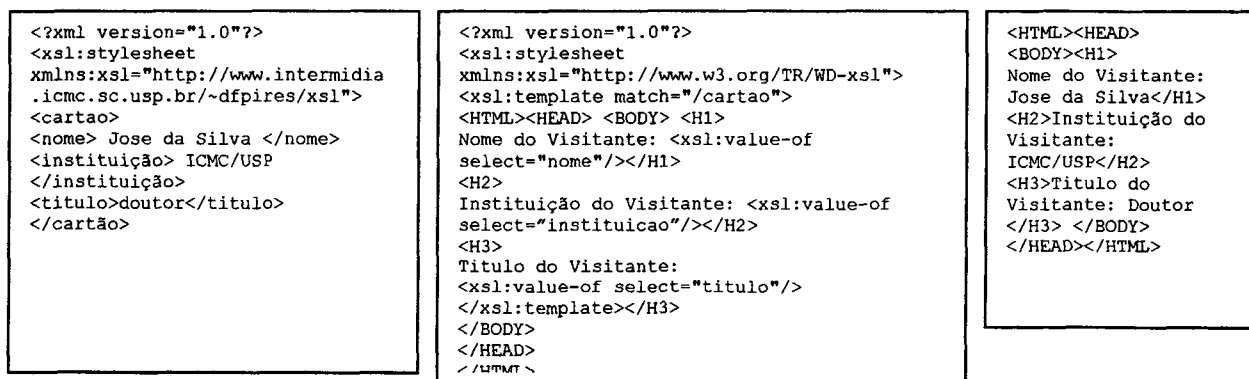 <?xml version="1.0"?>
<xsl:stylesheet
xmlns:xsl="http://www.intermidia
.icmc.sc.usp.br/~dfpires/xsl">
<cartao>
<nome> Jose da Silva </nome>
<instituição> ICMC/USP
</instituição>
<titulo>doutor</titulo>
</cartão>
<?xml version="1.0"?>
<xsl:stylesheet
xmlns:xsl="http://www.w3.org/TR/WD-xsl">
<xsl:template match="/cartao">
<HTML><HEAD> <BODY> <H1>
Nome do Visitante: <xsl:value-of
select="nome"/></H1>
<H2>
Instituição do Visitante: <xsl:value-of
select="instituicao"/></H2>
<H3>
Titulo do Visitante:
<xsl:value-of select="titulo"/>
</xsl:template></H3>
</BODY>
</HEAD>
</HTML>
<HTML><HEAD>
<BODY><H1>
Nome do Visitante:
Jose da Silva</H1>
<H2>Instituição do
Visitante:
ICMC/USP</H2>
<H3>Titulo do
Visitante: Doutor
</H3> </BODY>
</HEAD></HTML>